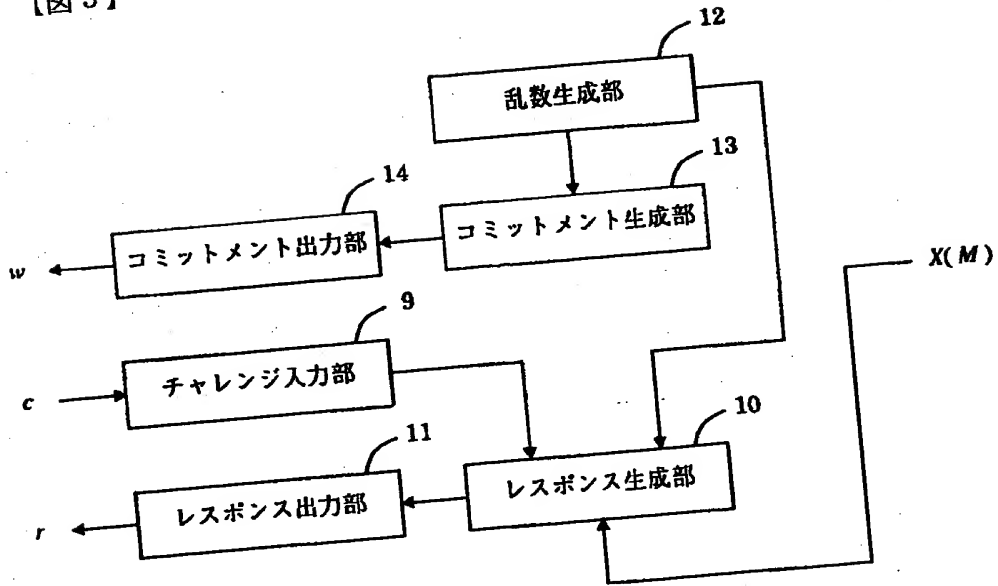 【図5】
12
乱数生成部
13
14
コミットメント生成部
コミットメント出力部
w
X(M)
9
チャレンジ入力部
c
10
11
レスポンス生成部
レスポンス出力部
r